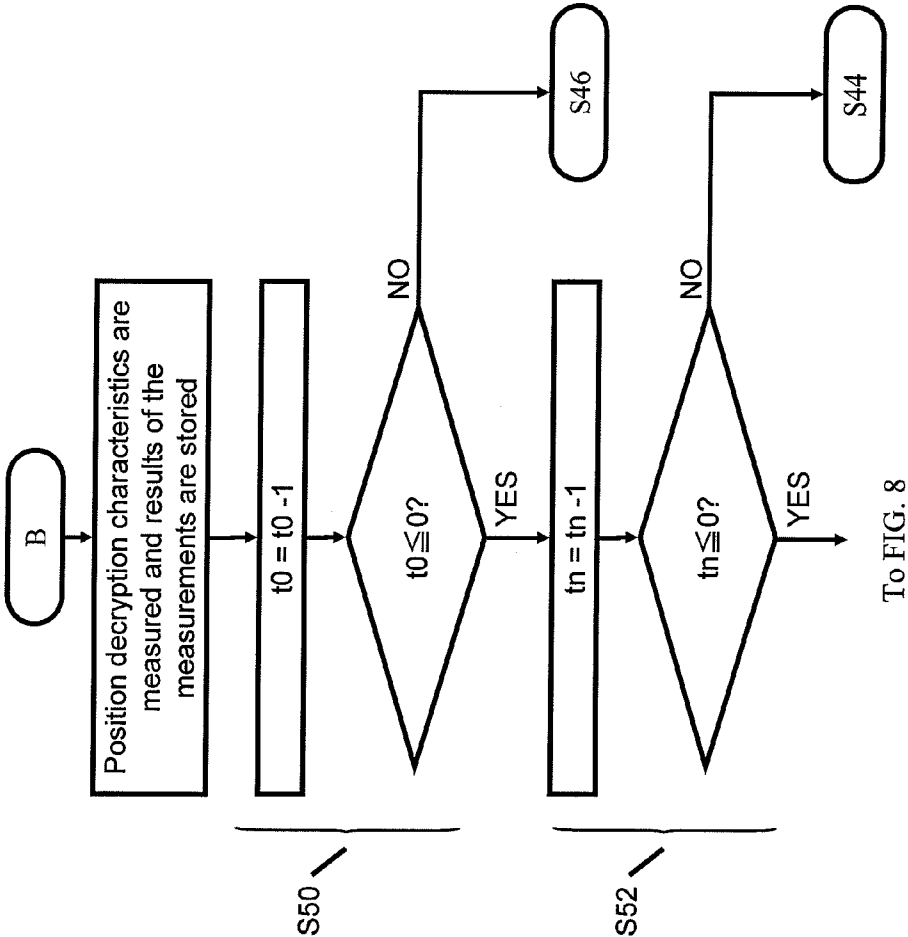 B
Position decryption characteristics are
measured and results of the
measurements are stored
S50
t0 = t0 -1
t0≦0?
NO
S46
YES
S52
tn = tn -1
tn≦0?
NO
S44
YES
To FIG. 8